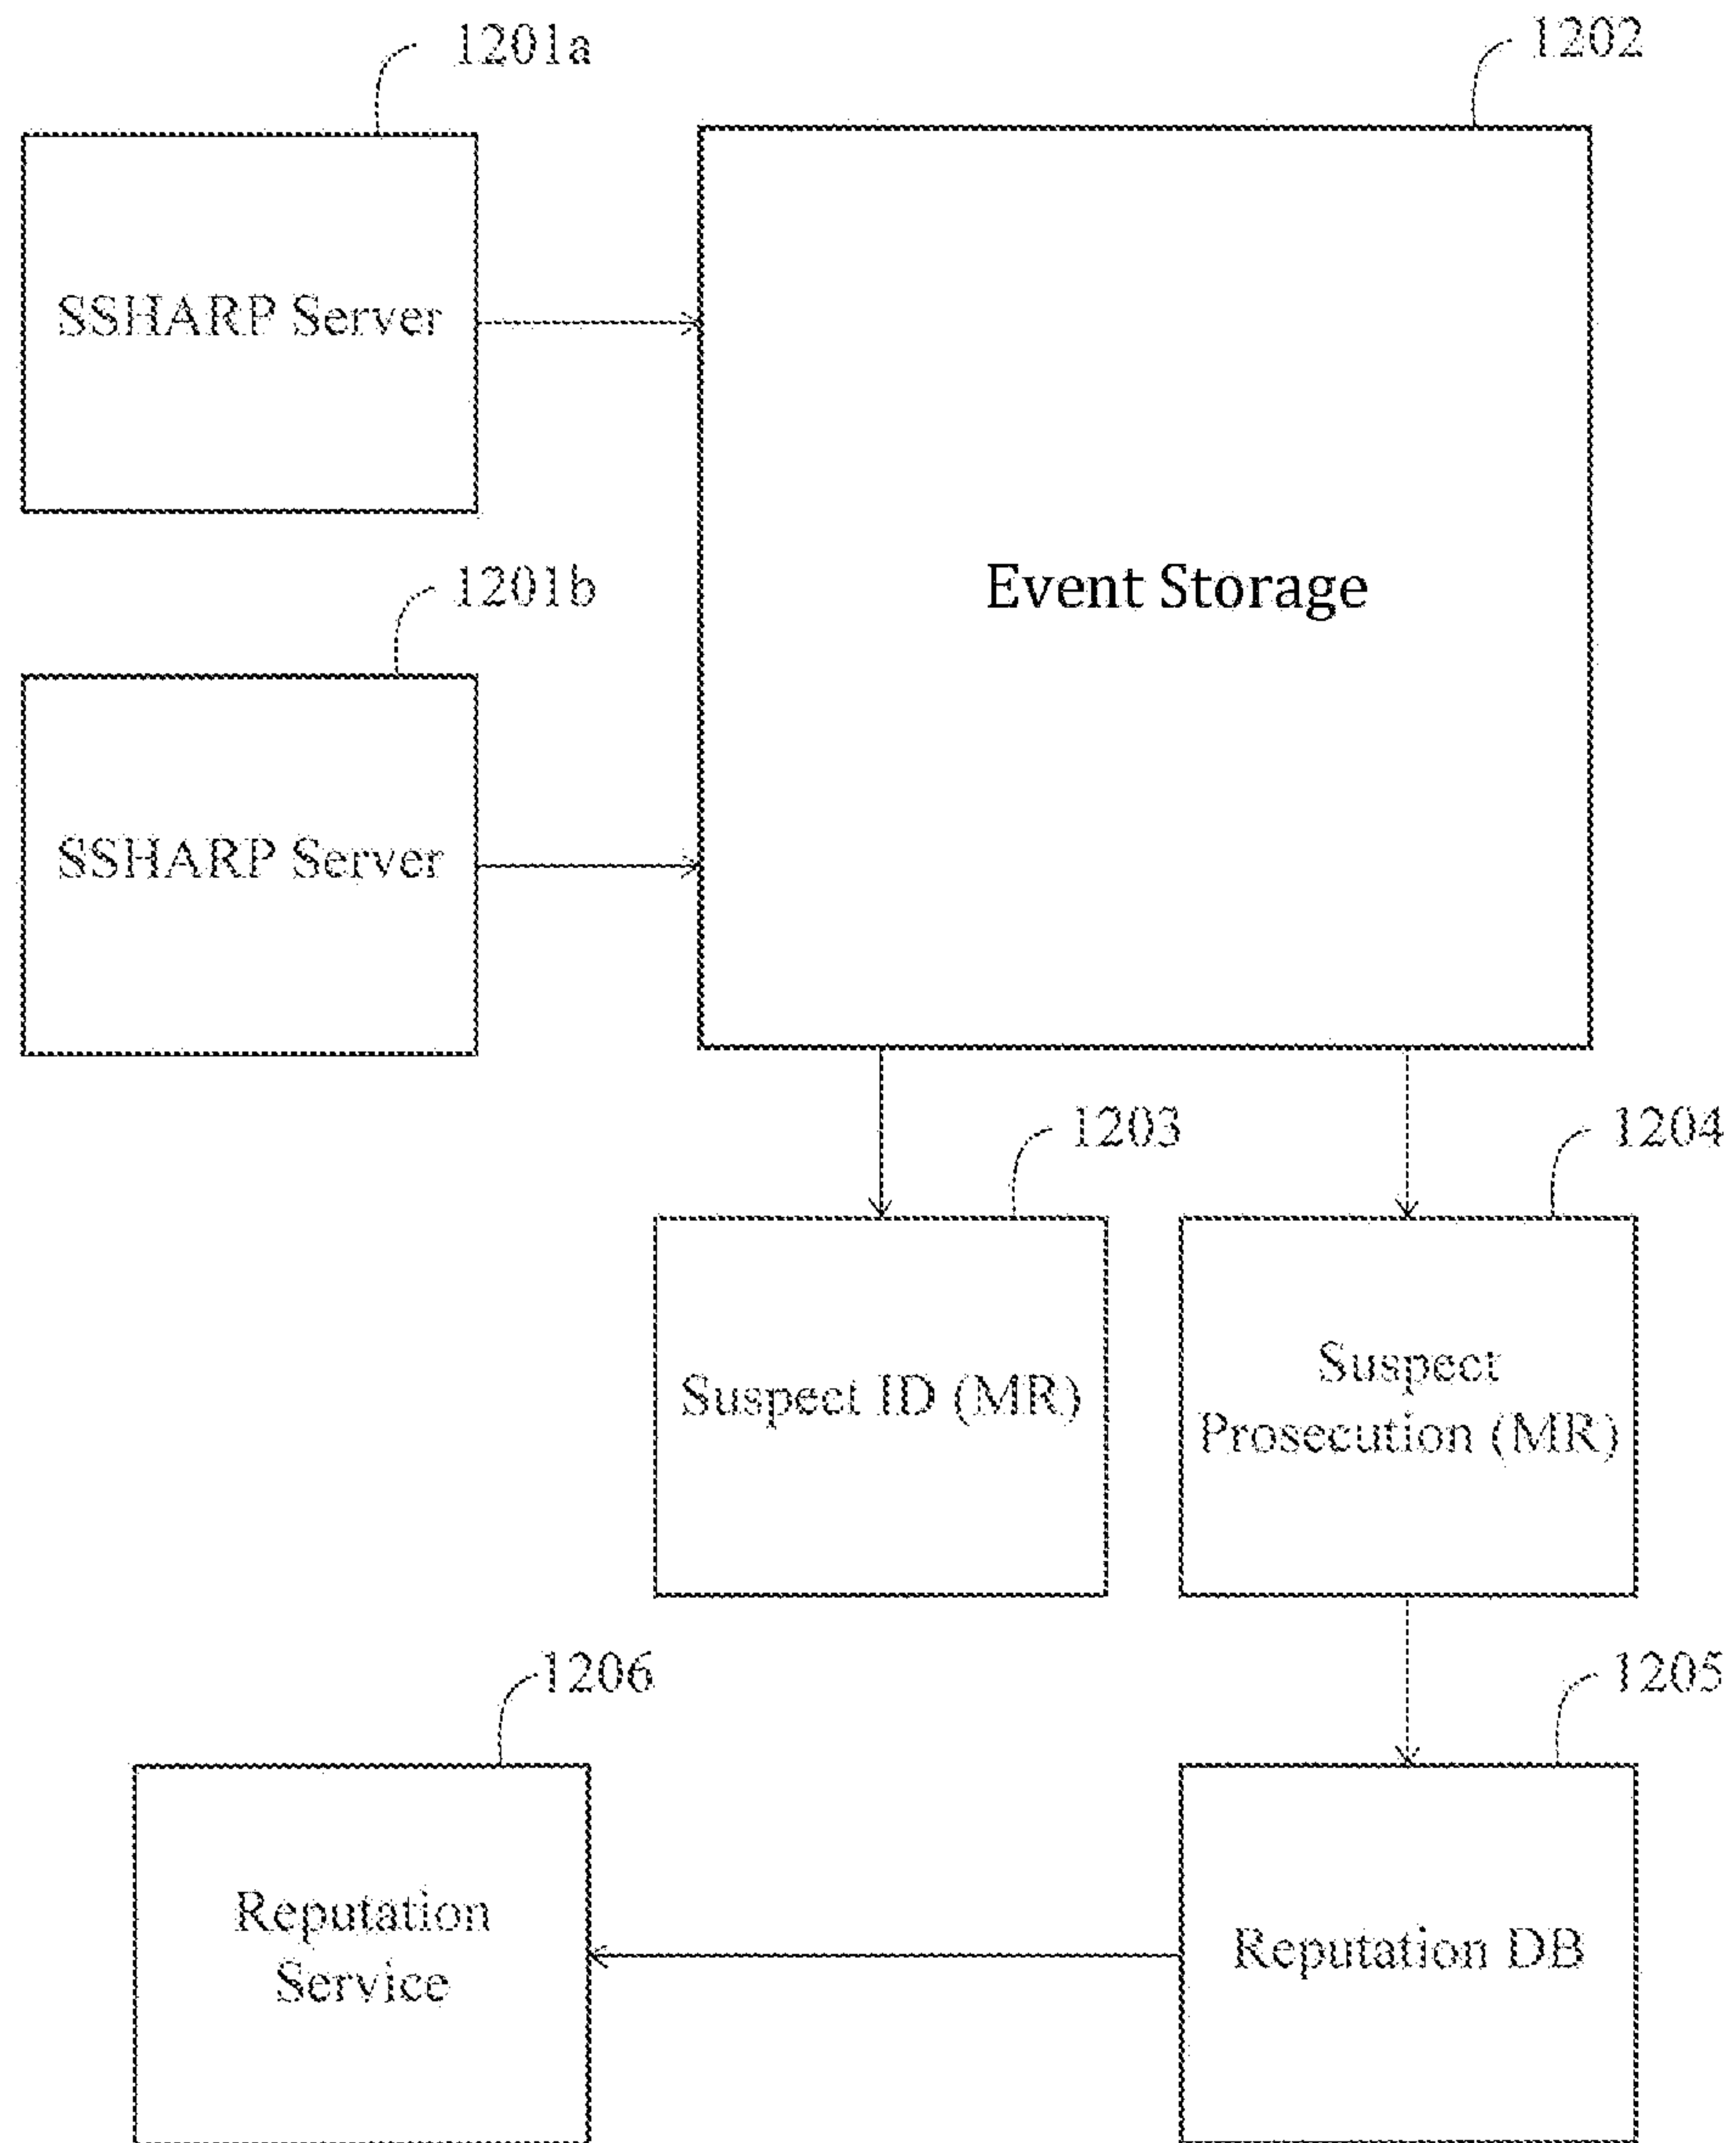 1201a
1202
SSHARP Server
Event Storage
1201b
SSHARP Server
1203
1204
Suspect ID (MR)
Suspect
Prosecution (MR)
1206
1205
Reputation
Service
Reputation DB